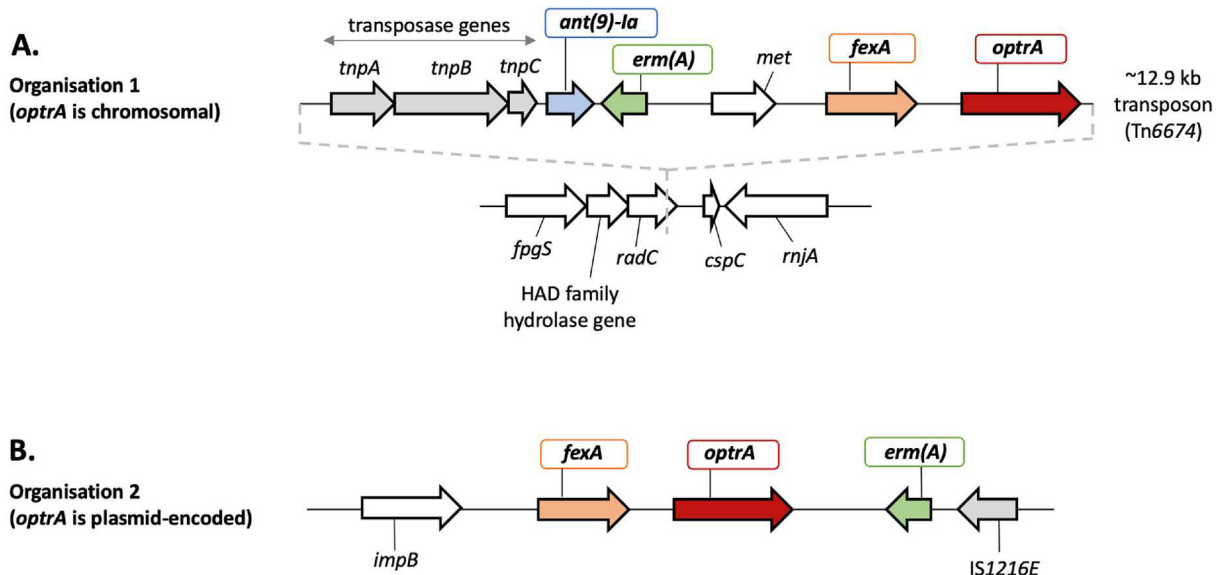 A.
Organisation 1
(optrA is chromosomal)
transposase genes
tnpA
tnpB
tnpC
ant(9)-Ia
erm(A)
met
fexA
optrA
~12.9 kb
transposon
(Tn6674)
fpgS
HAD family
hydrolase gene
radC
cspC
rnjA
B.
Organisation 2
(optrA is plasmid-encoded)
impB
fexA
optrA
erm(A)
IS1216E